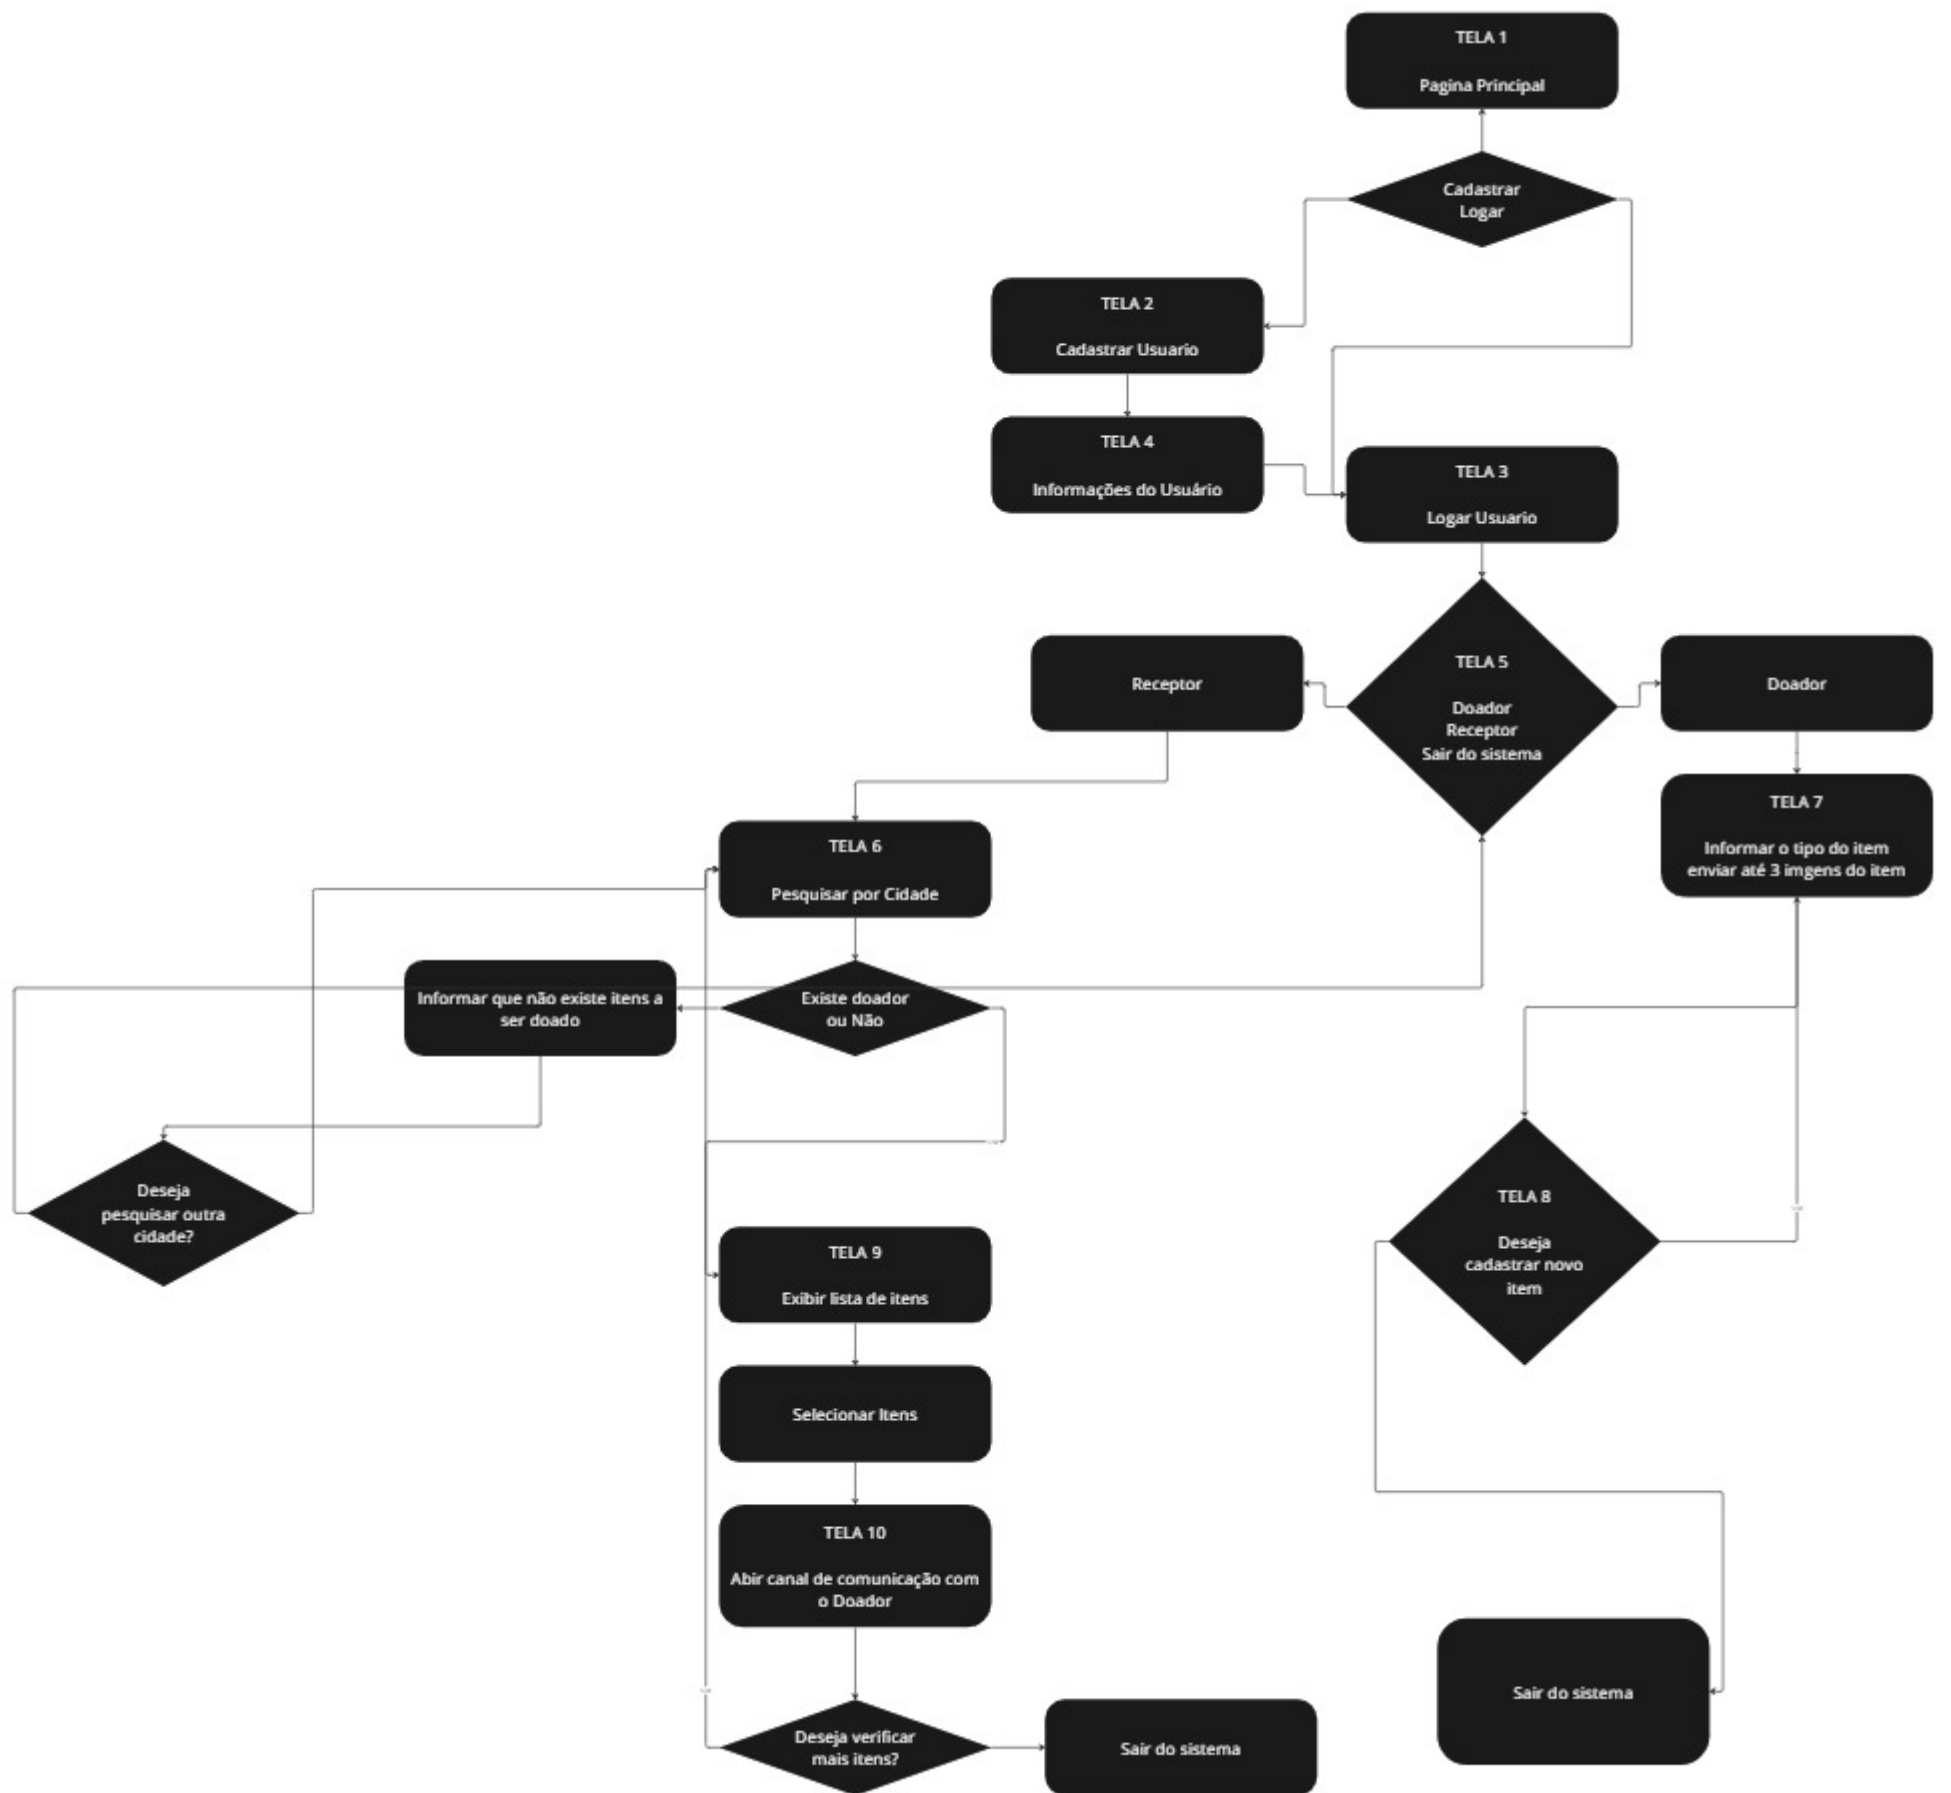 TELA 1
Pagina Principal
Cadastrar
Logar
TELA 2
Cadastrar Usuario
TELA 4
Informações do Usuário
TELA 3
Logar Usuario
Receptor
TELA 5
Doador
Receptor
Sair do sistema
Doador
TELA 7
Informar o tipo do item
enviar até 3 imgens do item
TELA 6
Pesquisar por Cidade
Informar que não existe itens a
ser doado
Existe doador
ou Não
Deseja
pesquisar outra
cidade?
TELA 8
Deseja
cadastrar novo
item
TELA 9
Exibir lista de itens
Selecionar Itens
TELA 10
Abir canal de comunicação com
o Doador
Deseja verificar
mais itens?
Sair do sistema
Sair do sistema